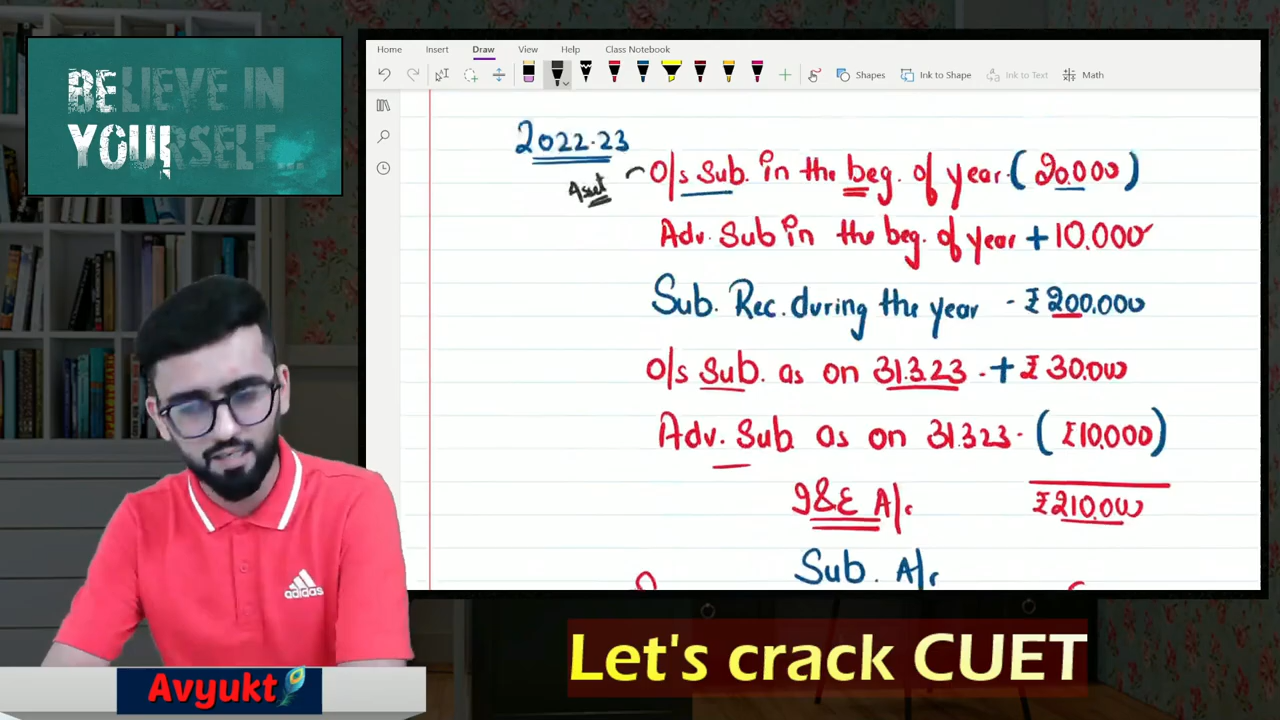 BELIEVE IN
YOURSELF...
Home Insert Draw View Help Class Notebook
Shapes Ink to Shape Ink to Text Math
2022-23
Asset
O/s Sub. in the beg. of year (20.000)
Adv. Sub in the beg. of year + 10.000
Sub. Rec. during the year - ₹200.000
O/s Sub. as on 31.3.23 - + ₹30.000
Adv. Sub. as on 31.3.23 - (₹10,000)
I&E A/c ₹210.000
Sub. A/c
adidas
Avyukt
Let's crack CUET